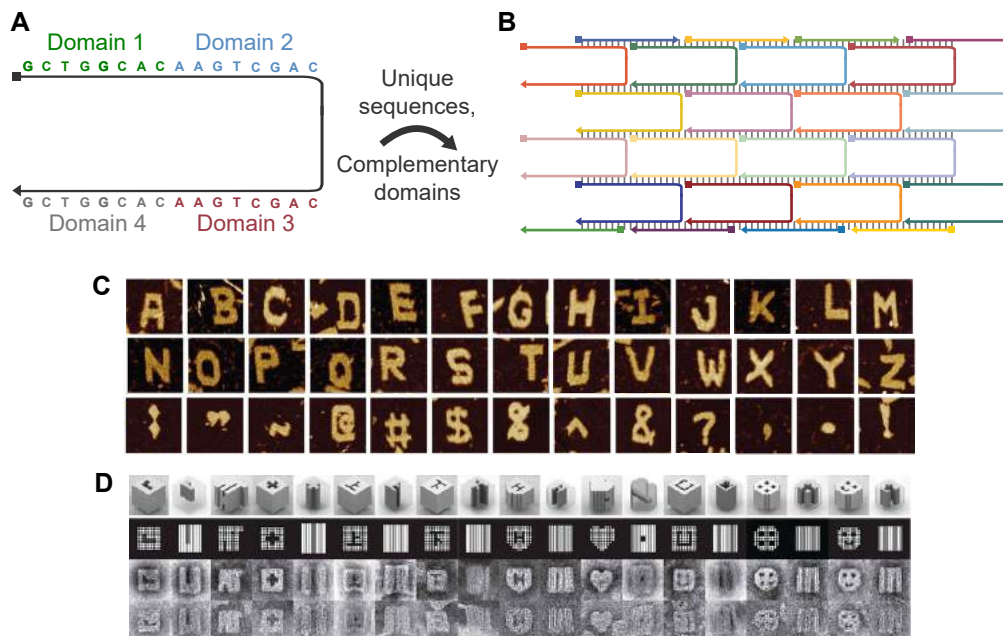 A
Domain 1
Domain 2
G C T G G C A C A A G T C G A C
Unique
sequences,
Complementary
domains
G C T G G C A C A A G T C G A C
Domain 4
Domain 3
B
C
A B C D E F G H I J K L M
N O P Q R S T U V W X Y Z
♦ ” ~ @ # $ % ^ & ? , • !
D